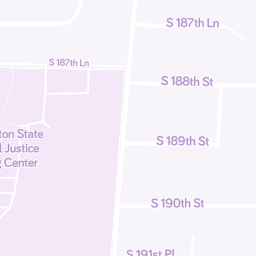 S 187th Ln
S 187th Ln
S 188th St
ton State
l Justice
g Center
S 189th St
S 190th St
S 191st Pl